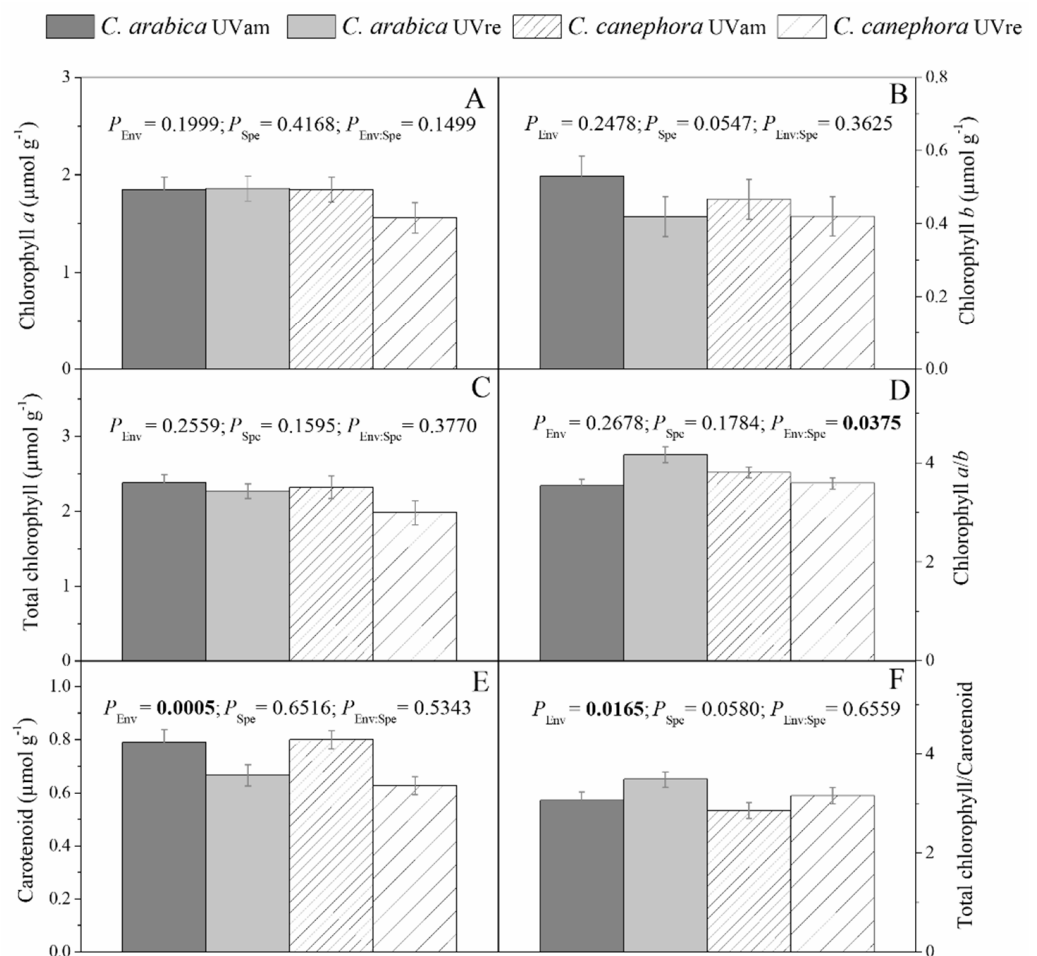 C. arabica UVam C. arabica UVre C. canephora UVam C. canephora UVre
A
P_Env = 0.1999; P_Spe = 0.4168; P_Env:Spe = 0.1499
Chlorophyll a (μmol g⁻¹)
3
2
1
0
B
P_Env = 0.2478; P_Spe = 0.0547; P_Env:Spe = 0.3625
0.8
0.6
0.4
0.2
0.0
Chlorophyll b (μmol g⁻¹)
C
P_Env = 0.2559; P_Spe = 0.1595; P_Env:Spe = 0.3770
Total chlorophyll (μmol g⁻¹)
3
2
1
0
D
P_Env = 0.2678; P_Spe = 0.1784; P_Env:Spe = 0.0375
4
2
0
Chlorophyll a/b
E
P_Env = 0.0005; P_Spe = 0.6516; P_Env:Spe = 0.5343
Carotenoid (μmol g⁻¹)
1.0
0.8
0.6
0.4
0.2
0.0
F
P_Env = 0.0165; P_Spe = 0.0580; P_Env:Spe = 0.6559
4
2
0
Total chlorophyll/Carotenoid